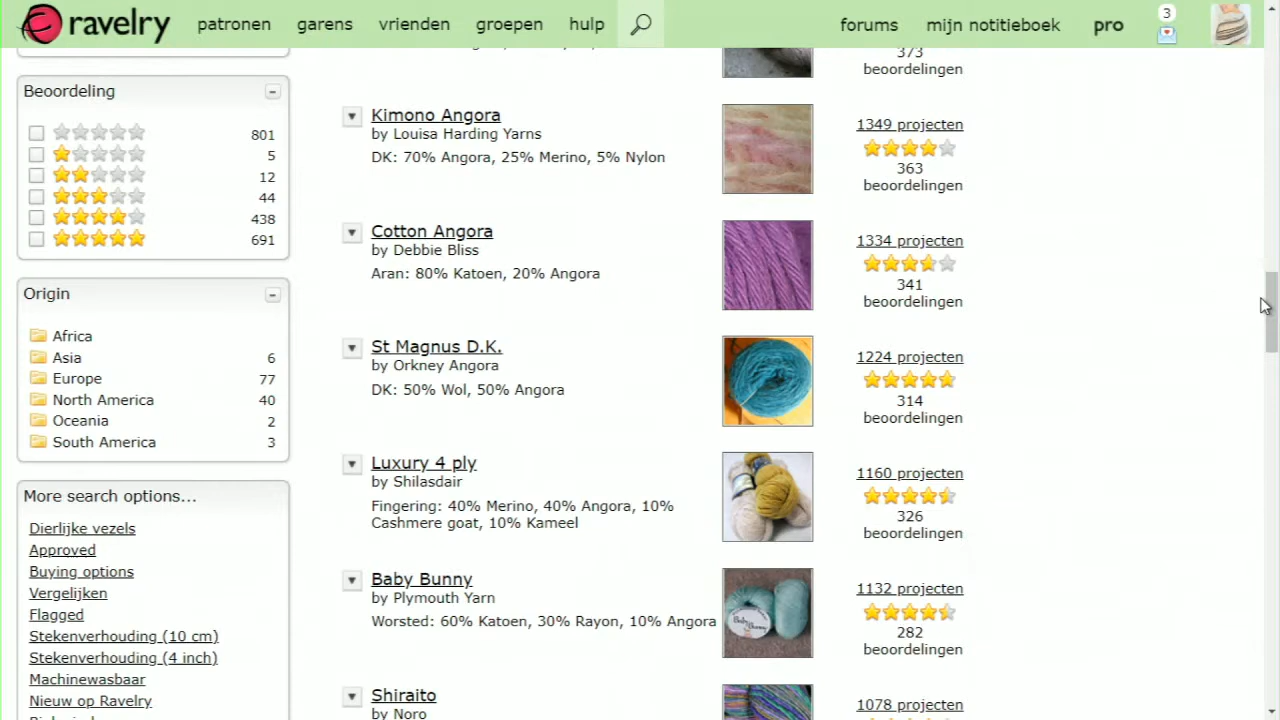 ravelry patronen garens vrienden groepen hulp forums mijn notitieboek pro 3
Beoordeling
801
5
12
44
438
691
Origin
Africa
Asia 6
Europe 77
North America 40
Oceania 2
South America 3
More search options...
Dierlijke vezels
Approved
Buying options
Vergelijken
Flagged
Stekenverhouding (10 cm)
Stekenverhouding (4 inch)
Machinewasbaar
Nieuw op Ravelry
373
beoordelingen
Kimono Angora
by Louisa Harding Yarns
DK: 70% Angora, 25% Merino, 5% Nylon
1349 projecten
363
beoordelingen
Cotton Angora
by Debbie Bliss
Aran: 80% Katoen, 20% Angora
1334 projecten
341
beoordelingen
St Magnus D.K.
by Orkney Angora
DK: 50% Wol, 50% Angora
1224 projecten
314
beoordelingen
Luxury 4 ply
by Shilasdair
Fingering: 40% Merino, 40% Angora, 10%
Cashmere goat, 10% Kameel
1160 projecten
326
beoordelingen
Baby Bunny
by Plymouth Yarn
Worsted: 60% Katoen, 30% Rayon, 10% Angora
Baby Bunny
1132 projecten
282
beoordelingen
Shiraito
by Noro
1078 projecten